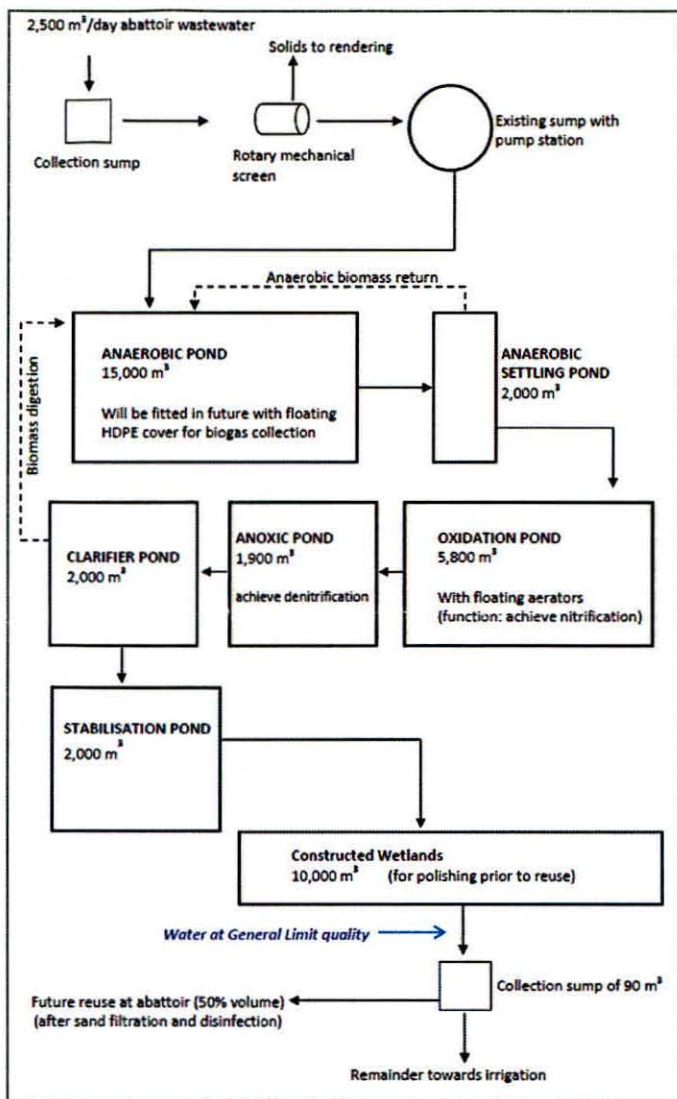 2,500 m³/day abattoir wastewater
Solids to rendering
Collection sump
Rotary mechanical
screen
Existing sump with
pump station
Anaerobic biomass return
Biomass digestion
ANAEROBIC POND
15,000 m³
Will be fitted in future with floating
HDPE cover for biogas collection
ANAEROBIC
SETTLING POND
2,000 m³
CLARIFIER POND
2,000 m³
ANOXIC POND
1,900 m³
achieve denitrification
OXIDATION POND
5,800 m³
With floating aerators
(function: achieve nitrification)
STABILISATION POND
2,000 m³
Constructed Wetlands
10,000 m³ (for polishing prior to reuse)
Water at General Limit quality
Collection sump of 90 m³
Future reuse at abattoir (50% volume)
(after sand filtration and disinfection)
Remainder towards irrigation